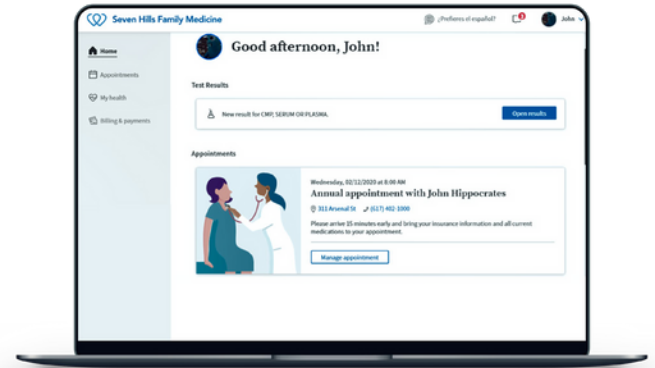 Seven Hills Family Medicine
¿Prefieres el español?
John
Home
Appointments
My health
Billing & payments
Good afternoon, John!
Test Results
New result for CMP, SERUM OR PLASMA.
Open results
Appointments
Wednesday, 02/12/2020 at 8:00 AM
Annual appointment with John Hippocrates
311 Arsenal St (617) 402-1000
Please arrive 15 minutes early and bring your insurance information and all current
medications to your appointment.
Manage appointment